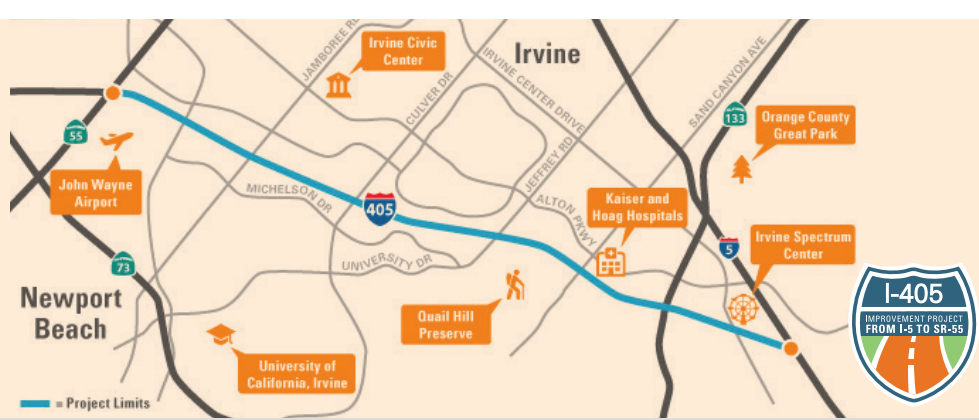 JAMBOREE RD
Irvine Civic
Center
Irvine
IRVINE CENTER DRIVE
SAND CANYON AVE
CULVER DR
133
Orange County
Great Park
55
John Wayne
Airport
MICHELSON DR
405
JEFFREY RD
ALTON PKWY
Kaiser and
Hoag Hospitals
5
Irvine Spectrum
Center
73
UNIVERSITY DR
Newport
Beach
Quail Hill
Preserve
University of
California, Irvine
I-405
IMPROVEMENT PROJECT
FROM I-5 TO SR-55
= Project Limits